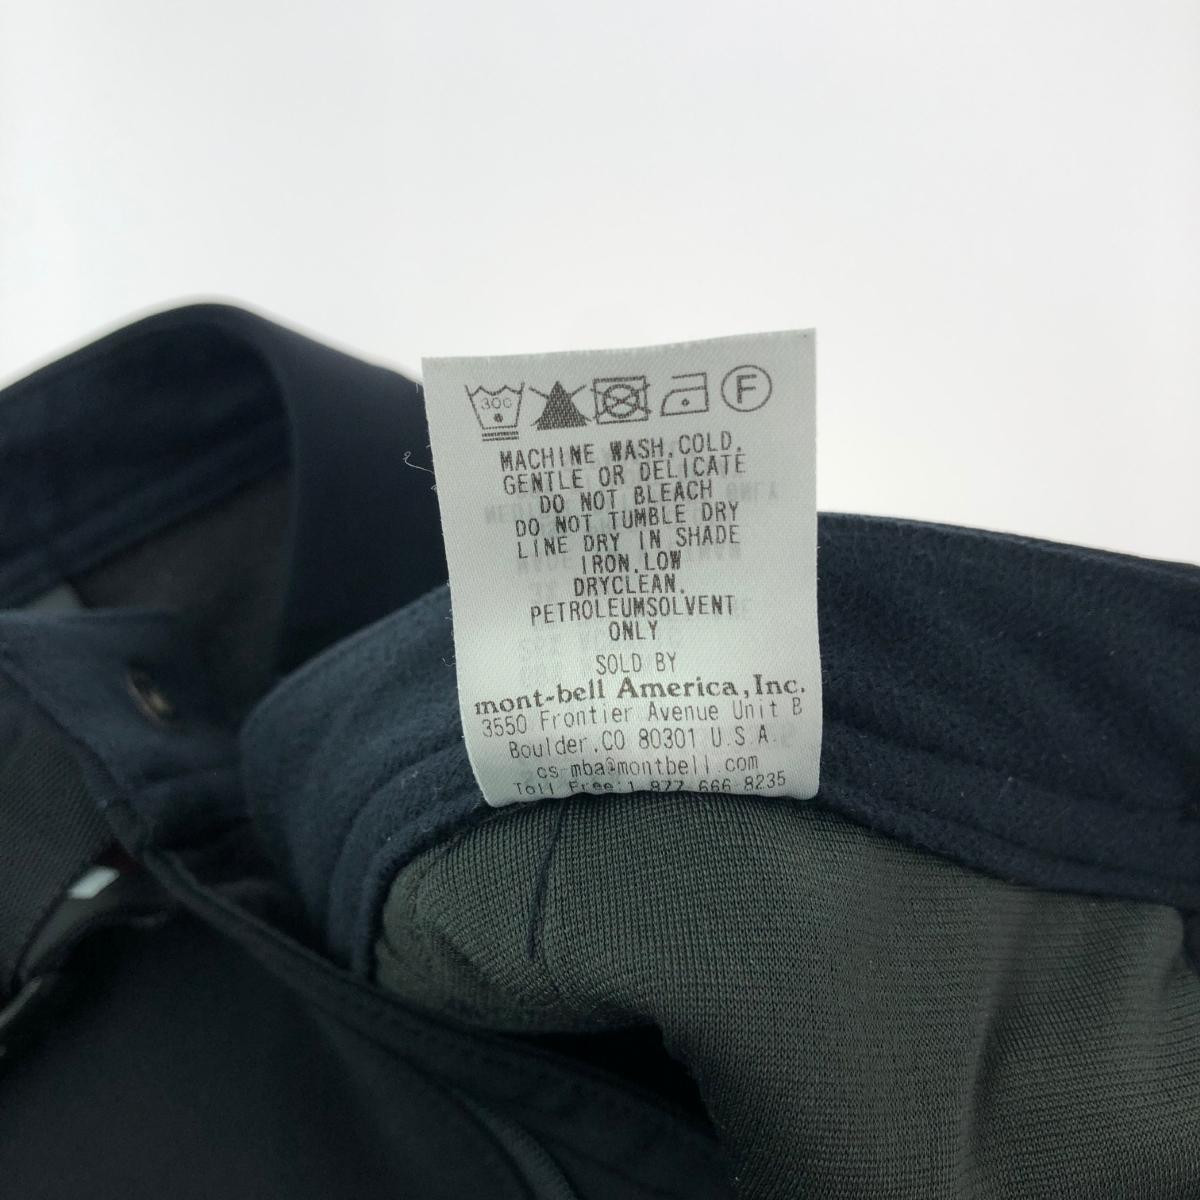 30c
F
MACHINE WASH.COLD.
GENTLE OR DELICATE
DO NOT BLEACH
DO NOT TUMBLE DRY
LINE DRY IN SHADE
IRON.LOW
DRYCLEAN.
PETROLEUMSOLVENT
ONLY
SOLD BY
mont-bell America, Inc.
3550 Frontier Avenue Unit B
Boulder.CO 80301 U.S.A.
cs-mba@montbell.com
Toll Free:1-877-666-8235